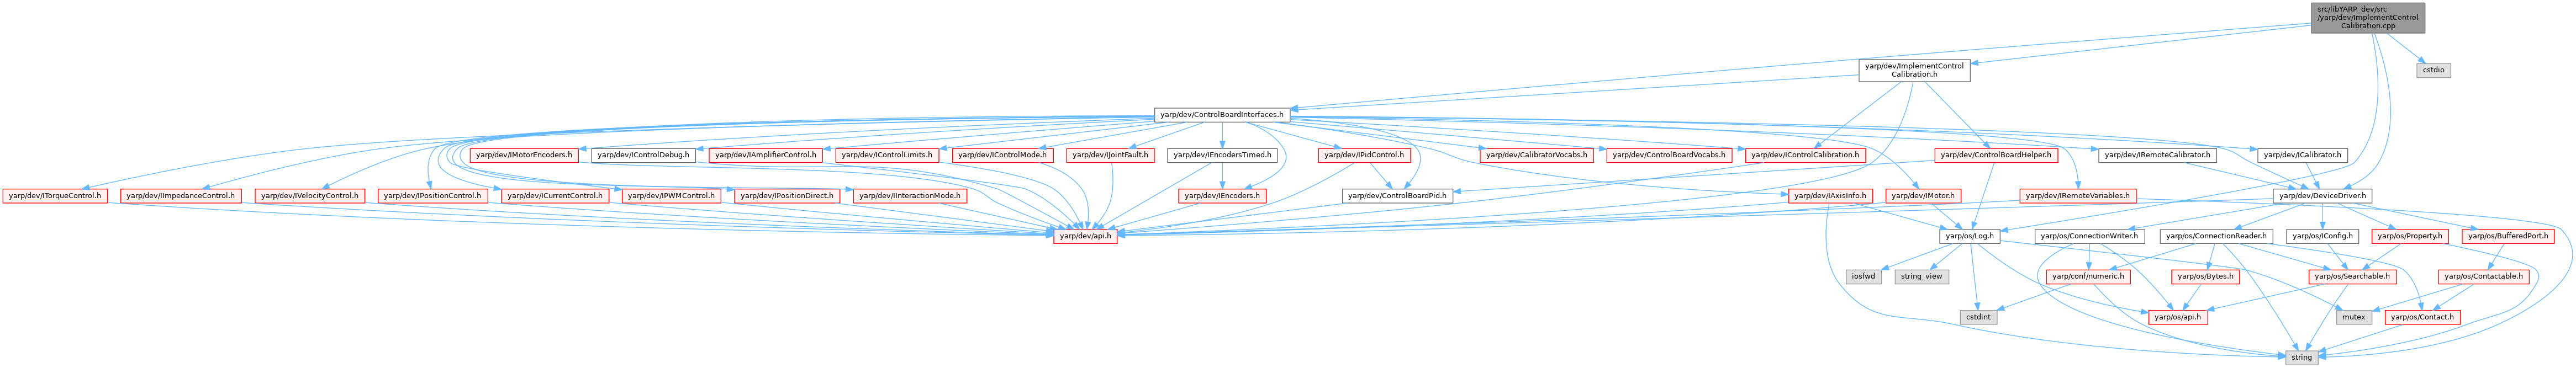 src/libYARP_dev/src
/yarp/dev/ImplementControl
Calibration.cpp
yarp/dev/ImplementControl
Calibration.h
cstdio
yarp/dev/ControlBoardInterfaces.h
yarp/dev/IMotorEncoders.h
yarp/dev/IControlDebug.h
yarp/dev/IAmplifierControl.h
yarp/dev/IControlLimits.h
yarp/dev/IControlMode.h
yarp/dev/IJointFault.h
yarp/dev/IEncodersTimed.h
yarp/dev/IPidControl.h
yarp/dev/CalibratorVocabs.h
yarp/dev/ControlBoardVocabs.h
yarp/dev/IControlCalibration.h
yarp/dev/ControlBoardHelper.h
yarp/dev/IRemoteCalibrator.h
yarp/dev/ICalibrator.h
yarp/dev/ITorqueControl.h
yarp/dev/IImpedanceControl.h
yarp/dev/IVelocityControl.h
yarp/dev/IPositionControl.h
yarp/dev/ICurrentControl.h
yarp/dev/IPWMControl.h
yarp/dev/IPositionDirect.h
yarp/dev/IInteractionMode.h
yarp/dev/IEncoders.h
yarp/dev/ControlBoardPid.h
yarp/dev/IAxisInfo.h
yarp/dev/IMotor.h
yarp/dev/IRemoteVariables.h
yarp/dev/DeviceDriver.h
yarp/dev/api.h
yarp/os/Log.h
yarp/os/ConnectionWriter.h
yarp/os/ConnectionReader.h
yarp/os/IConfig.h
yarp/os/Property.h
yarp/os/BufferedPort.h
iosfwd
string_view
yarp/conf/numeric.h
yarp/os/Bytes.h
yarp/os/Searchable.h
yarp/os/Contactable.h
cstdint
yarp/os/api.h
mutex
yarp/os/Contact.h
string